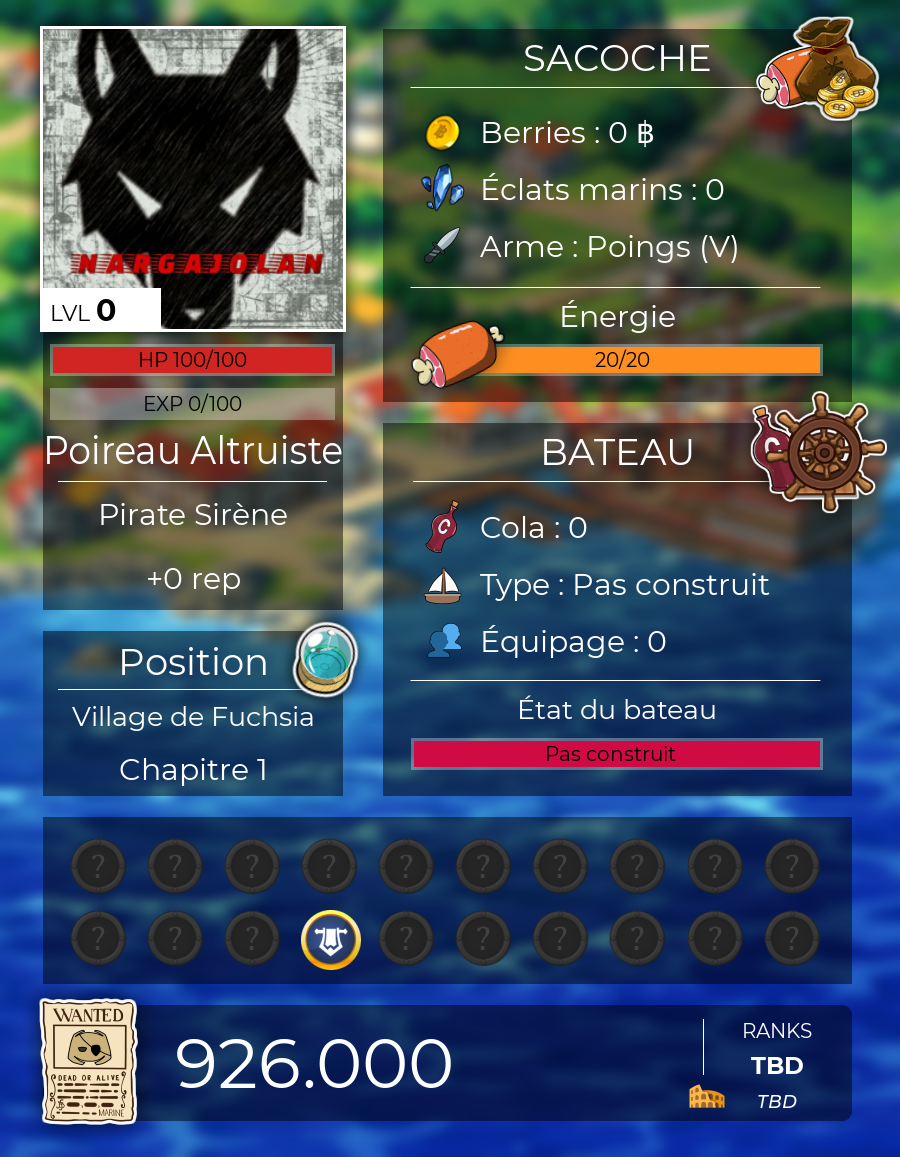 NARGAJOLAN
LVL 0
HP 100/100
EXP 0/100
Poireau Altruiste
Pirate Sirène
+0 rep
Position
Village de Fuchsia
Chapitre 1
SACOCHE
Berries : 0 ฿
Éclats marins : 0
Arme : Poings (V)
Énergie
20/20
BATEAU
C
C
Cola : 0
Type : Pas construit
Équipage : 0
État du bateau
Pas construit
? ? ? ? ? ? ? ? ? ?
? ? ? ? ? ? ? ? ?
WANTED
DEAD OR ALIVE
MARINE
926.000
RANKS
TBD
TBD